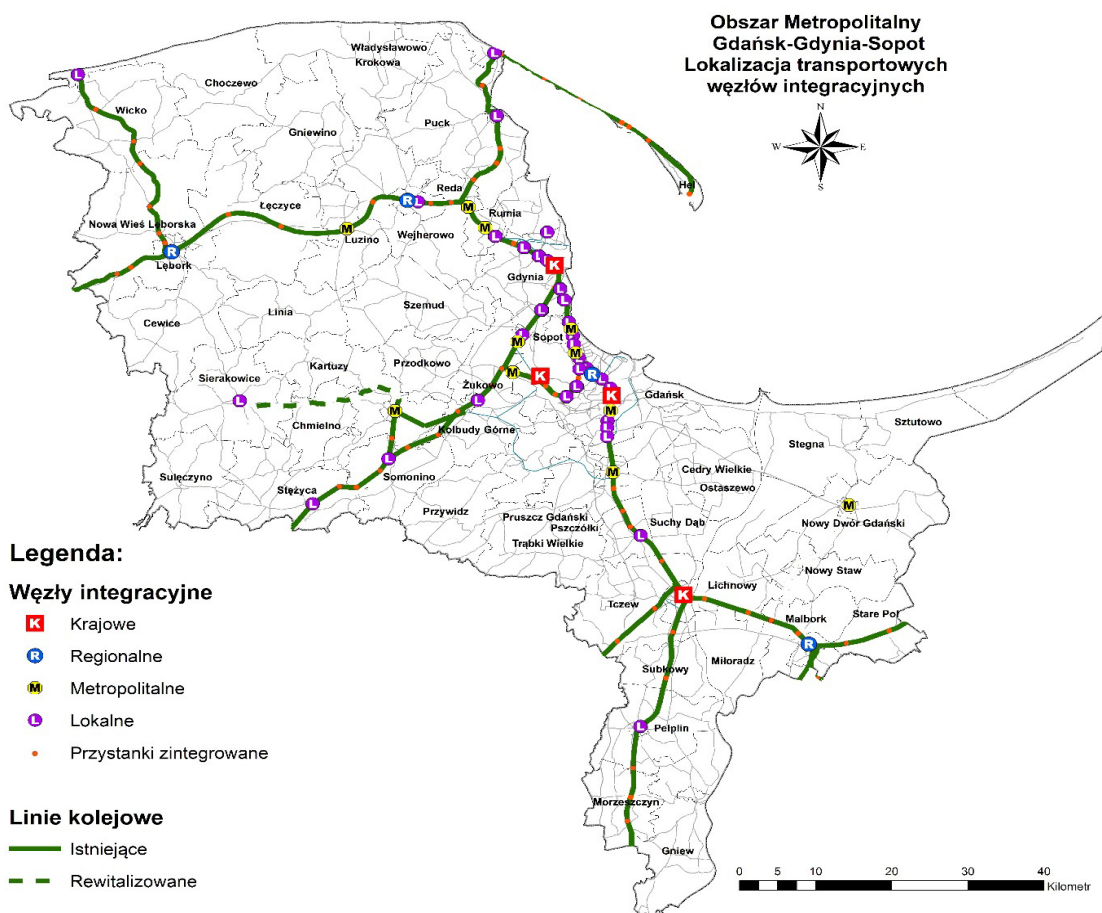 Obszar Metropolitalny
Gdańsk-Gdynia-Sopot
Lokalizacja transportowych
węzłów integracyjnych
N
W E
S
Władysławowo
Krokowa
Choczewo
Wicko
Puck
Gniewino
Hel
Reda
Łęczyce
Rumia
Nowa Wieś Lęborska
Luzino
Wejherowo
Lębork
Gdynia
Szemud
Linia
Cewice
Sopot
Kartuzy
Przodkowo
Sierakowice
Żukowo
Gdańsk
Chmielno
Kolbudy Górne
Sztutowo
Stegna
Cedry Wielkie
Ostaszewo
Sulęczyno
Somonino
Stężyca
Przywidz
Pruszcz Gdański
Pszczółki
Suchy Dąb
Nowy Dwór Gdański
Trąbki Wielkie
Nowy Staw
Lichnowy
Tczew
Malbork
Stare Pol
Subkowy
Miłoradz
Pelplin
Morzeszczyn
Gniew
L
L
L
R
L
M
M
M
L
L
R
L
L
L
K
L
L
L
L
L
M
M
L
M
M
K
L
R
L
K
M
L
L
M
L
L
L
M
L
L
M
L
K
R
L
Legenda:
Węzły integracyjne
K Krajowe
R Regionalne
M Metropolitalne
L Lokalne
Przystanki zintegrowane
Linie kolejowe
Istniejące
Rewitalizowane
0 10 20 30 40
Kilometr